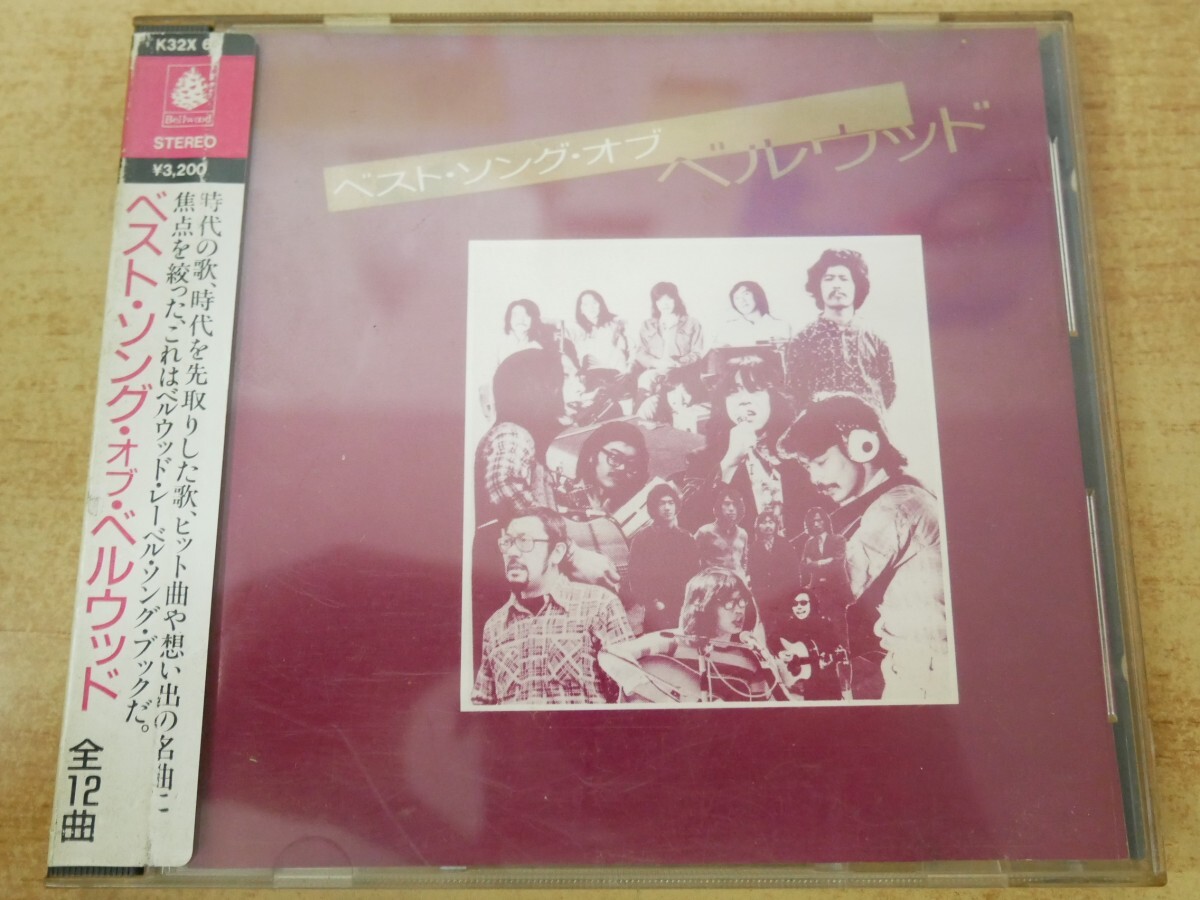 K32X 6
Bellwood
STEREO
¥3,200
時代の歌、時代を先取りした歌、ヒット曲や想い出の名曲に
焦点を絞った、これはベルウッド・レーベル・ソング・ブックだ。
ベスト・ソング・オブ・ベルウッド
全12曲
ベスト・ソング・オブ
ベルウッド